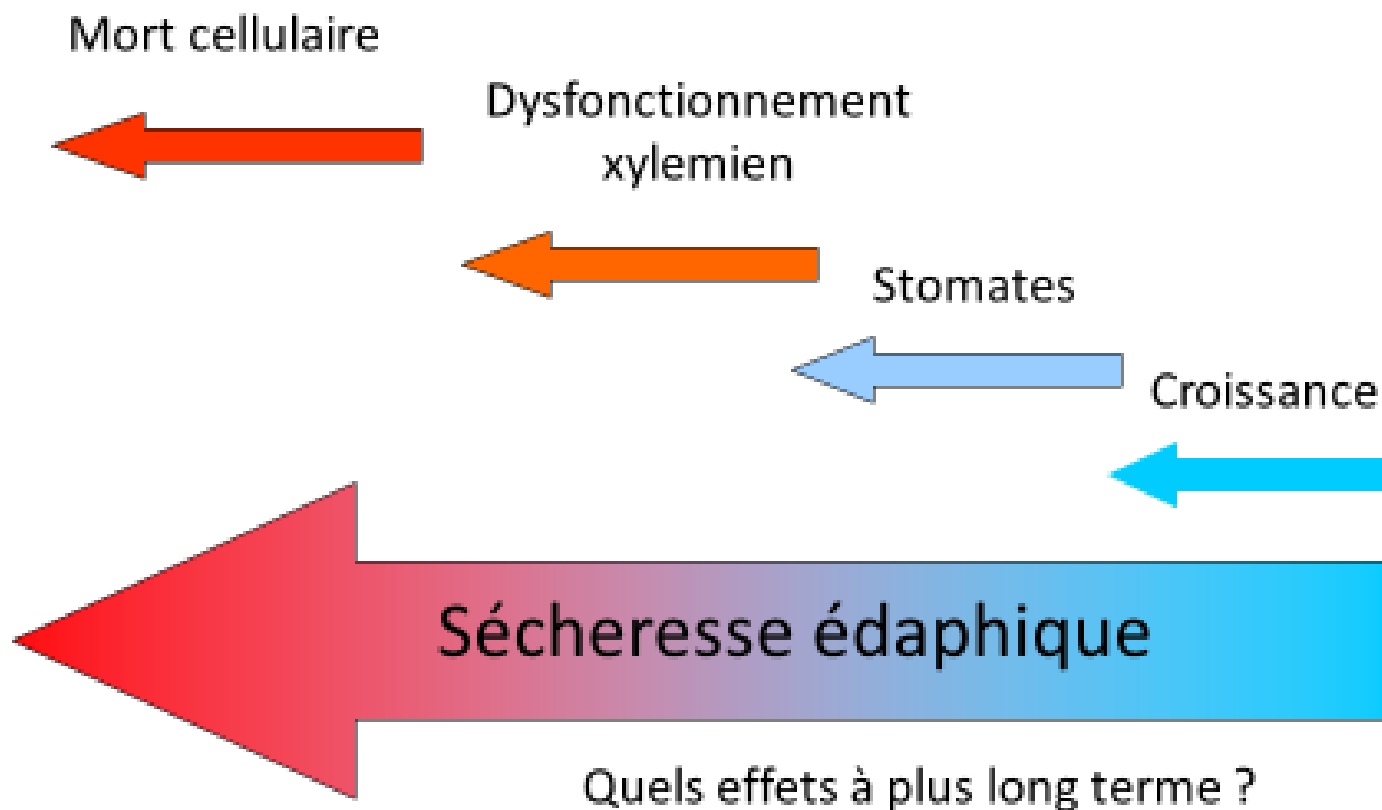 Mort cellulaire
Dysfonctionnement
xylemien
Stomates
Croissance
Sécheresse édaphique
Quels effets à plus long terme ?